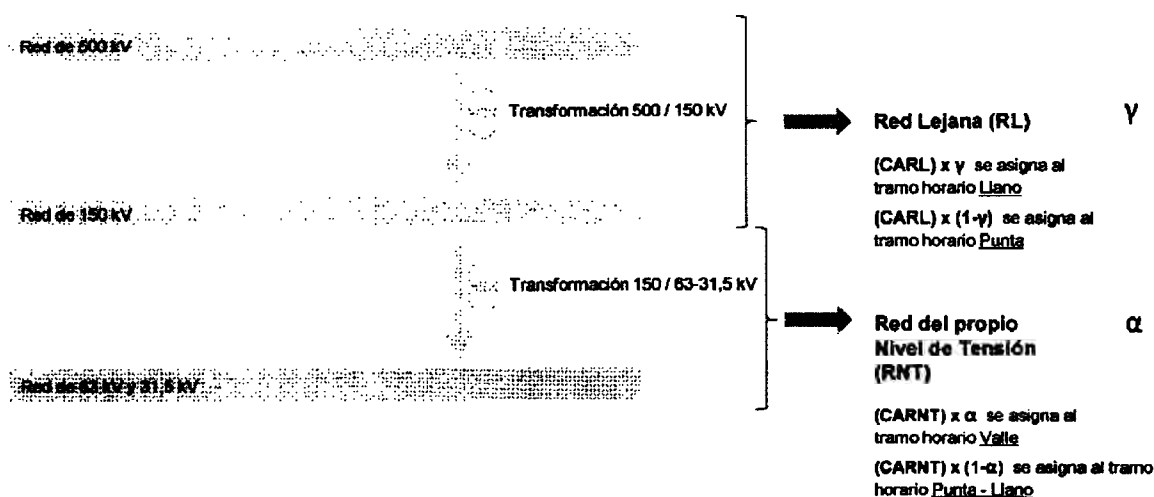 Red de 500 kV
Transformación 500 / 150 kV
Red de 150 kV
Transformación 150 / 63-31,5 kV
Red de 63 kV y 31,5 kV
Red Lejana (RL)
γ
(CARL) x γ se asigna al
tramo horario Llano
(CARL) x (1-γ) se asigna al
tramo horario Punta
Red del propio
Nivel de Tensión
(RNT)
α
(CARNT) x α se asigna al
tramo horario Valle
(CARNT) x (1-α) se asigna al tramo
horario Punta - Llano